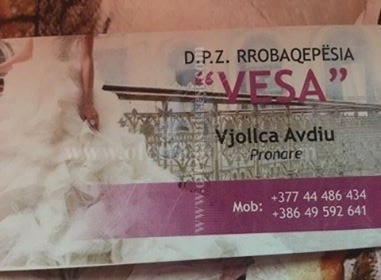 D.P.Z. RROBAQEPËSIA
"VESA"
Vjollca Avdiu
Pronare
Mob: +377 44 486 434
+386 49 592 641